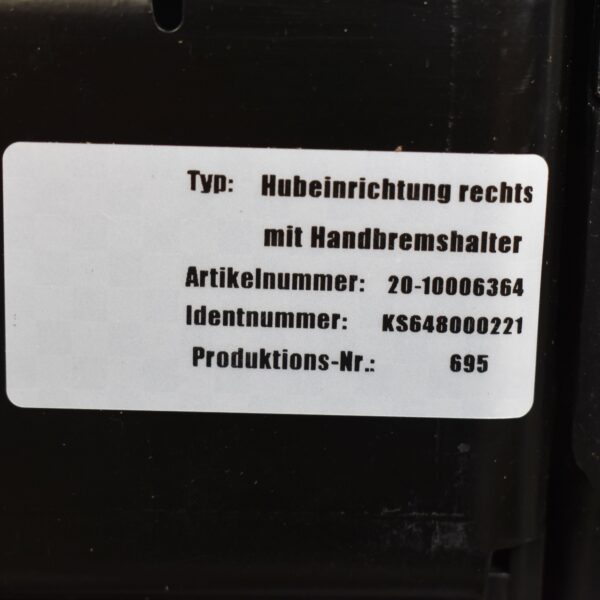 Typ: Hubeinrichtung rechts
mit Handbremshalter
Artikelnummer: 20-10006364
Identnummer: KS648000221
Produktions-Nr.: 695